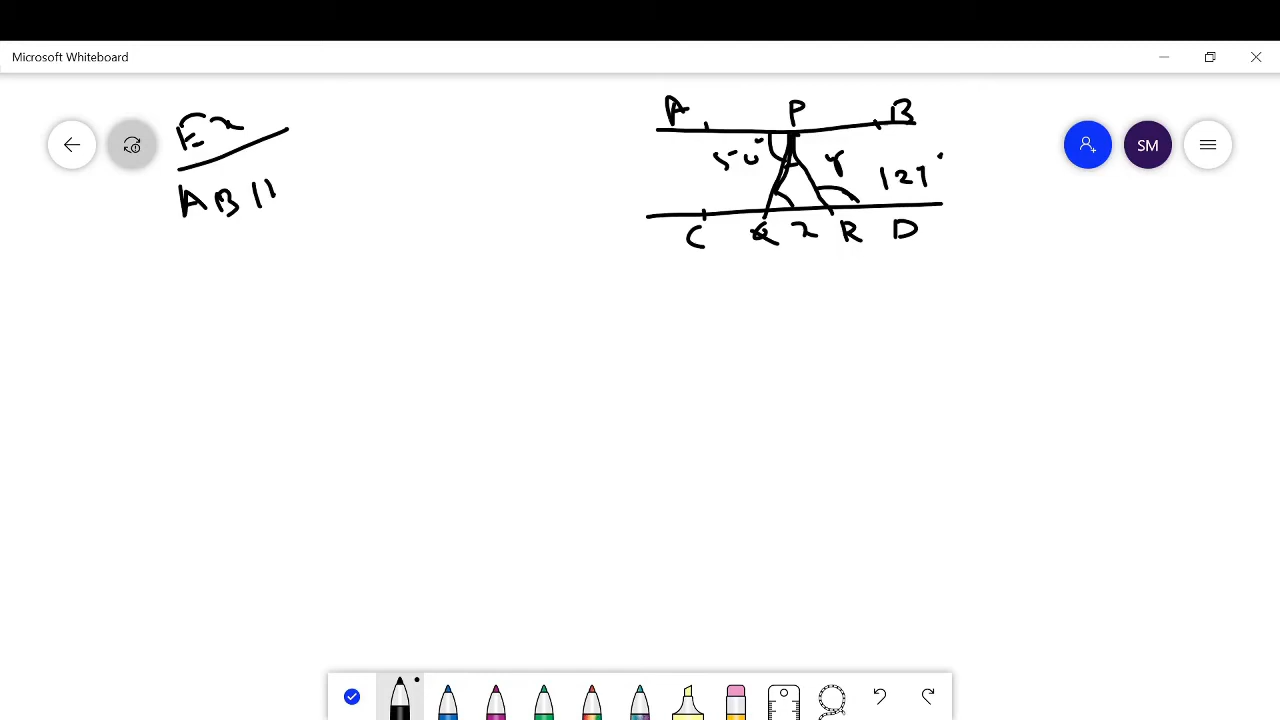 Microsoft Whiteboard
Ex
AB ||
A P B
50° y 127°
C Q x R D
SM